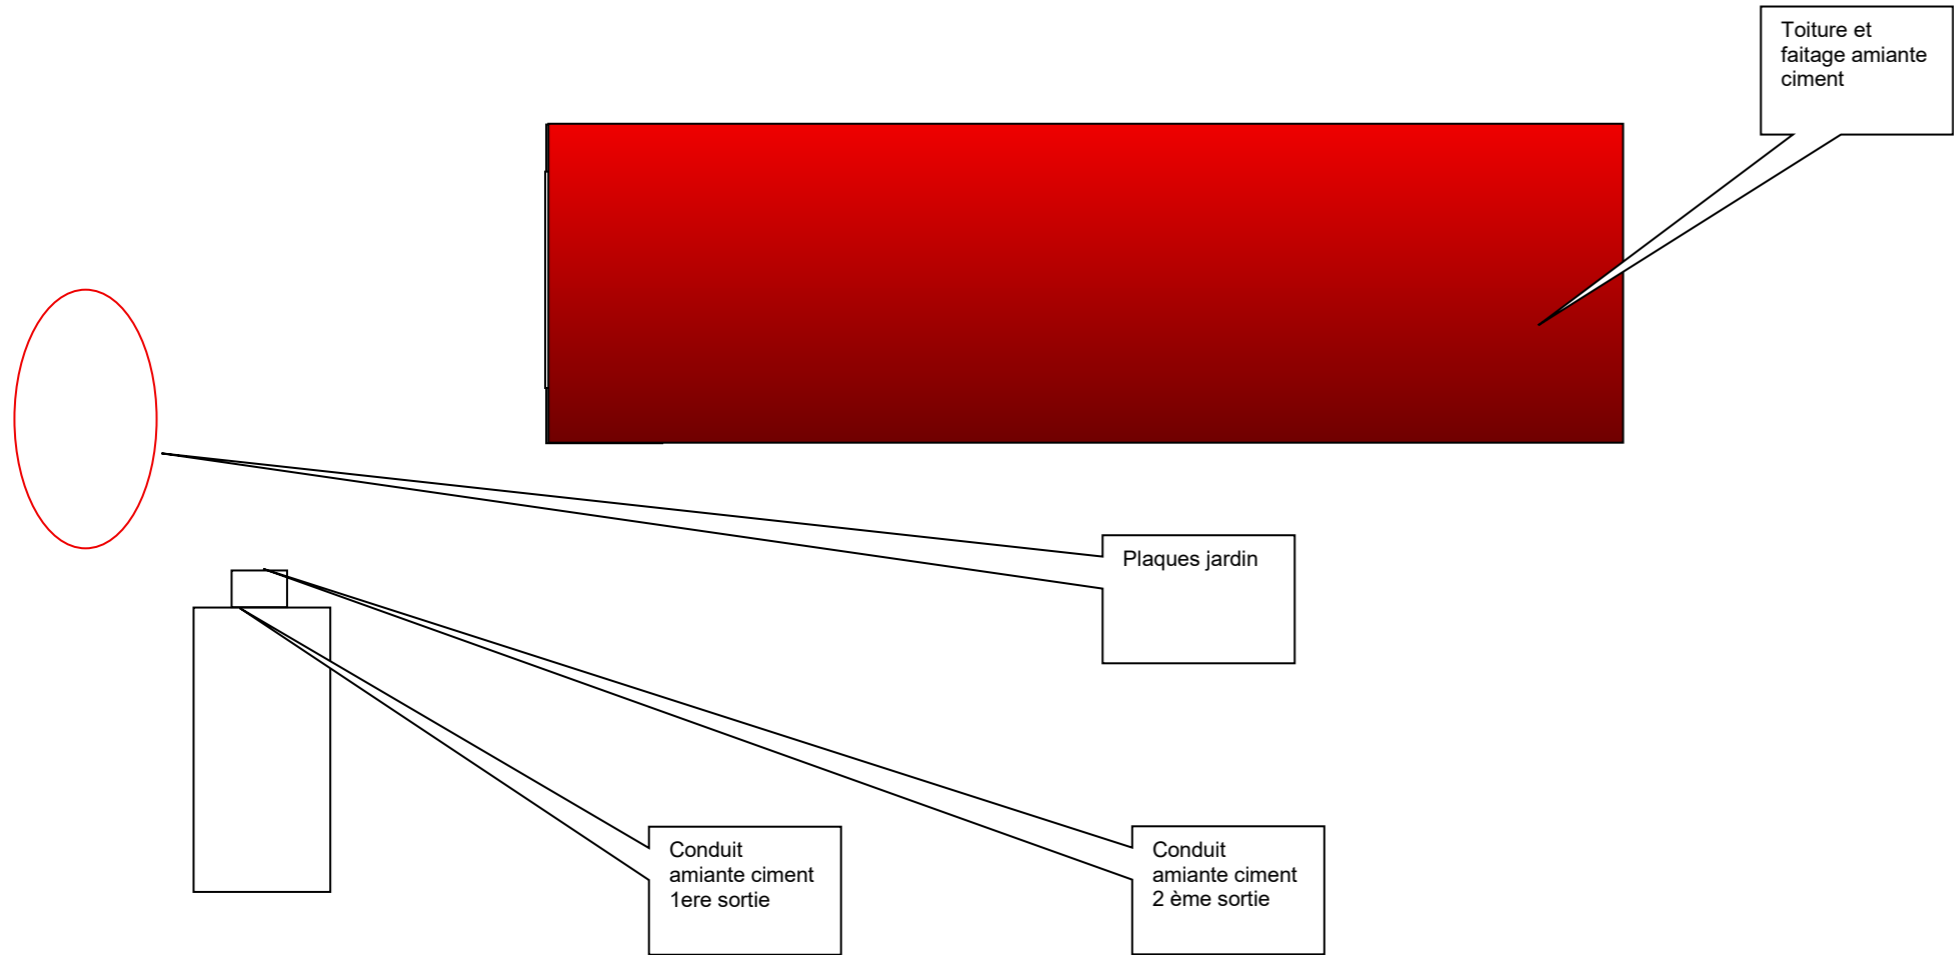 Toiture et
faitage amiante
ciment
Plaques jardin
Conduit
amiante ciment
1ere sortie
Conduit
amiante ciment
2 ème sortie